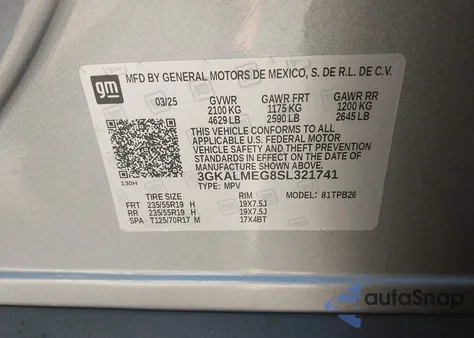 gm
MFD BY GENERAL MOTORS DE MEXICO, S. DE R.L. DE C.V.
03/25 GVWR GAWR FRT GAWR RR
2100 KG 1175 KG 1200 KG
4629 LB 2590 LB 2645 LB
THIS VEHICLE CONFORMS TO ALL
APPLICABLE U.S. FEDERAL MOTOR
VEHICLE SAFETY AND THEFT PREVENTION
STANDARDS IN EFFECT ON THE DATE OF
MANUFACTURE SHOWN ABOVE.
3GKALMEG8SL321741
130H TYPE: MPV MODEL: 81TPB26
TIRE SIZE RIM
FRT 235/55R19 H 19X7.5J
RR 235/55R19 H 19X7.5J
SPA T125/70R17 M 17X4BT
autoSnap